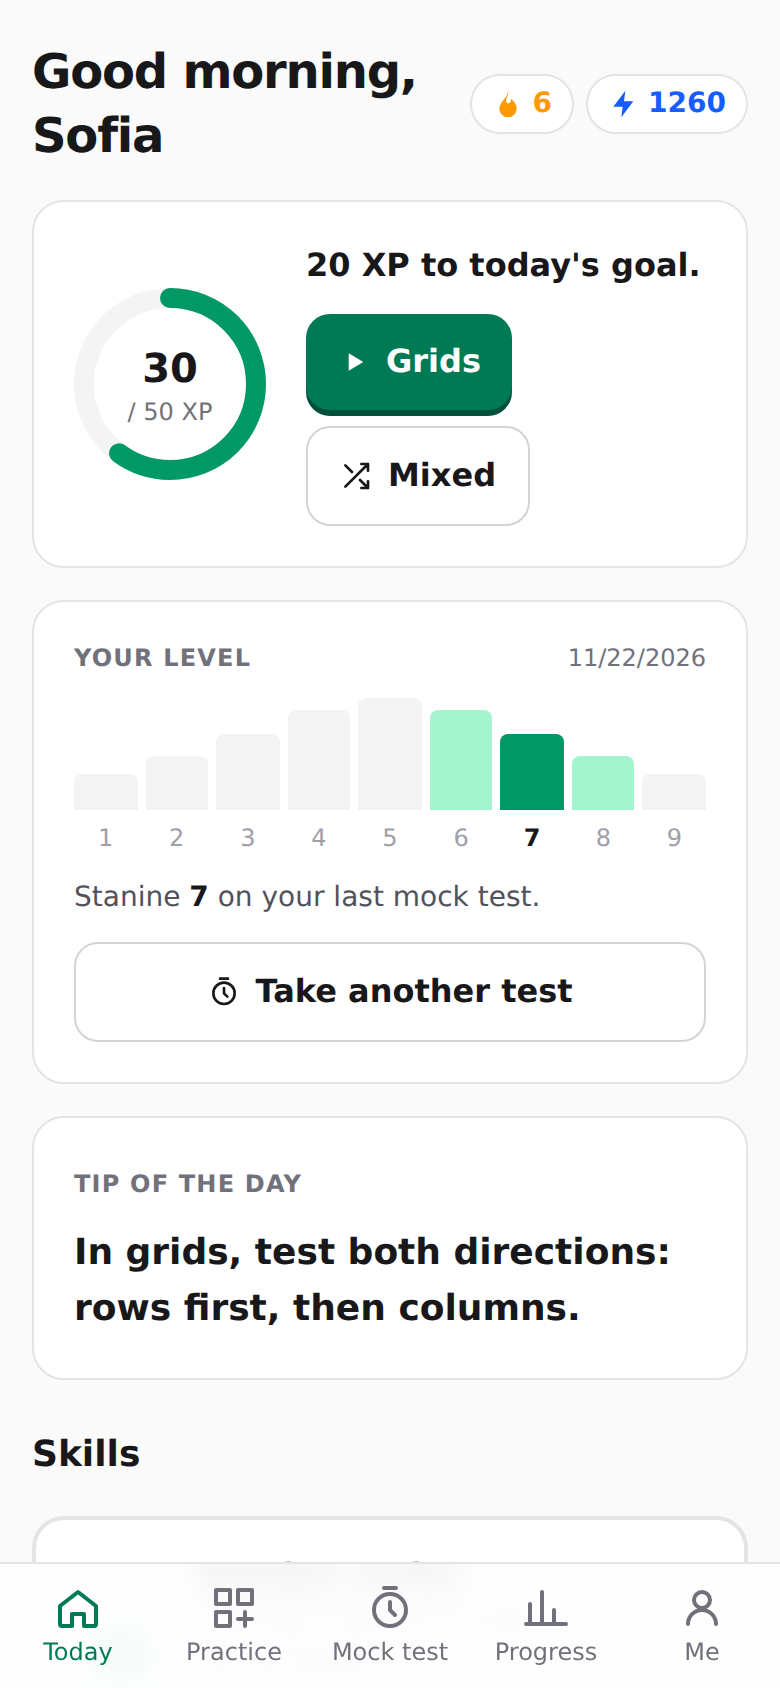 Good morning,
Sofia
6
1260
20 XP to today's goal.
30
/ 50 XP
Grids
Mixed
YOUR LEVEL
11/22/2026
1 2 3 4 5 6 7 8 9
Stanine 7 on your last mock test.
Take another test
TIP OF THE DAY
In grids, test both directions:
rows first, then columns.
Skills
Today Practice Mock test Progress Me